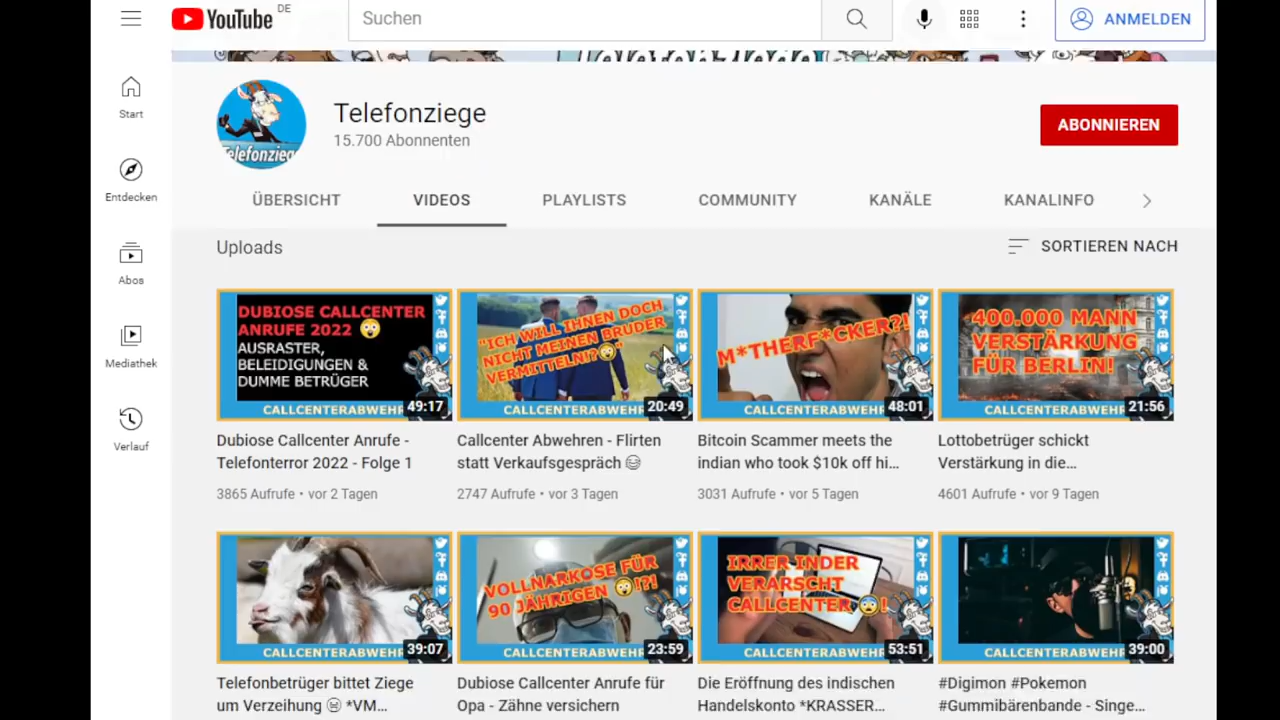 YouTube DE
Suchen
ANMELDEN
Start
Entdecken
Abos
Mediathek
Verlauf
Telefonziege
Telefonziege
15.700 Abonnenten
ABONNIEREN
ÜBERSICHT
VIDEOS
PLAYLISTS
COMMUNITY
KANÄLE
KANALINFO
Uploads
SORTIEREN NACH
DUBIOSE CALLCENTER
ANRUFE 2022 😲
AUSRASTER,
BELEIDIGUNGEN &
DUMME BETRÜGER
CALLCENTERABWEHR
49:17
"ICH WILL IHNEN DOCH
NICHT MEINEN BRUDER
VERMITTELN!?😲"
CALLCENTERABWEHR
20:49
M*THERF*CKER?!
CALLCENTERABWEHR
48:01
400.000 MANN
VERSTÄRKUNG
FÜR BERLIN!
CALLCENTERABWEHR
21:56
Dubiose Callcenter Anrufe -
Telefonterror 2022 - Folge 1
3865 Aufrufe • vor 2 Tagen
Callcenter Abwehren - Flirten
statt Verkaufsgespräch 😂
2747 Aufrufe • vor 3 Tagen
Bitcoin Scammer meets the
indian who took $10k off hi...
3031 Aufrufe • vor 5 Tagen
Lottobetrüger schickt
Verstärkung in die...
4601 Aufrufe • vor 9 Tagen
CALLCENTERABWEHR
39:07
VOLLNARKOSE FÜR
90 JÄHRIGEN 😲!?!
CALLCENTERABWEHR
23:59
IRRER INDER
VERARSCHT
CALLCENTER 😨!
CALLCENTERABWEHR
53:51
CALLCENTERABWEHR
39:00
Telefonbetrüger bittet Ziege
um Verzeihung 😢 *VM...
Dubiose Callcenter Anrufe für
Opa - Zähne versichern
Die Eröffnung des indischen
Handelskonto *KRASSER...
#Digimon #Pokemon
#Gummibärenbande - Singe...